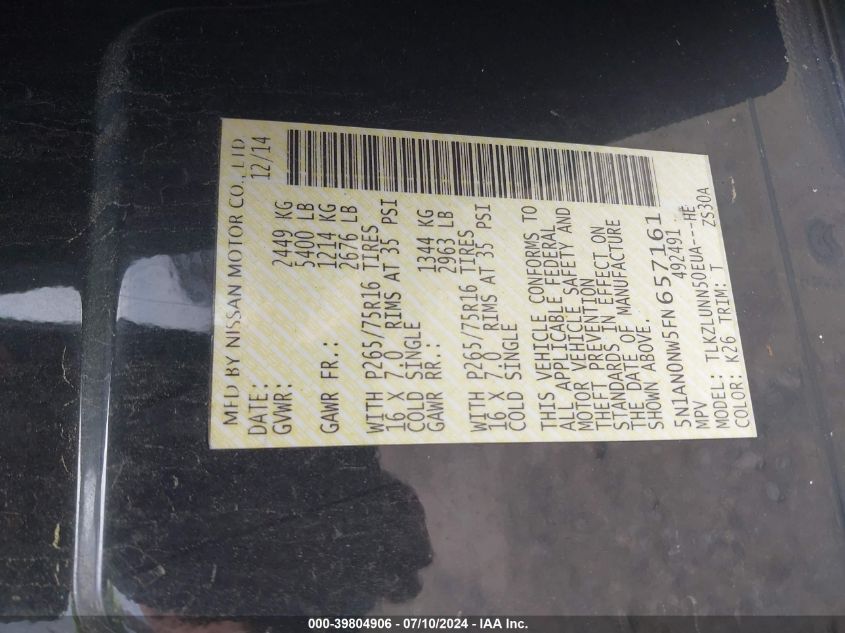 MFD BY NISSAN MOTOR CO., LTD
DATE: 12/14
GVWR: 2449 KG
5400 LB
GAWR FR.: 1214 KG
2676 LB
WITH P265/75R16 TIRES
16 X 7.0 RIMS AT 35 PSI
COLD SINGLE
GAWR RR.: 1344 KG
2963 LB
WITH P265/75R16 TIRES
16 X 7.0 RIMS AT 35 PSI
COLD SINGLE
THIS VEHICLE CONFORMS TO
ALL APPLICABLE FEDERAL
MOTOR VEHICLE SAFETY AND
THEFT PREVENTION
STANDARDS IN EFFECT ON
THE DATE OF MANUFACTURE
SHOWN ABOVE.
5N1AN0NW5FN657161
MPV 492491
MODEL: TLKZLUNN50EUA---HE
COLOR: K26 TRIM: T ZS30A
000-39804906 - 07/10/2024 - IAA Inc.